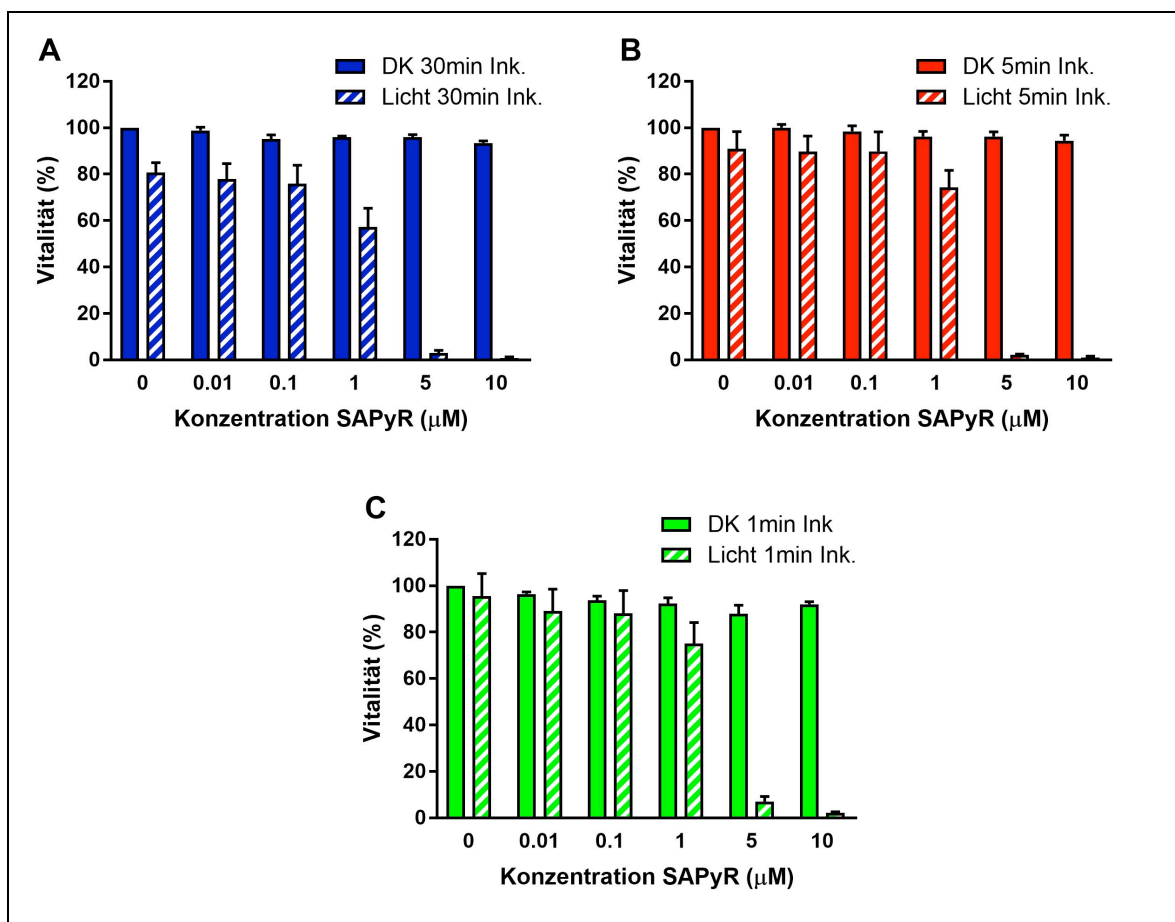 A
DK 30min Ink.
Licht 30min Ink.
Vitalität (%)
120
100
80
60
40
20
0
0 0.01 0.1 1 5 10
Konzentration SAPyR (μM)
B
DK 5min Ink.
Licht 5min Ink.
Vitalität (%)
120
100
80
60
40
20
0
0 0.01 0.1 1 5 10
Konzentration SAPyR (μM)
C
DK 1min Ink
Licht 1min Ink.
Vitalität (%)
120
100
80
60
40
20
0
0 0.01 0.1 1 5 10
Konzentration SAPyR (μM)